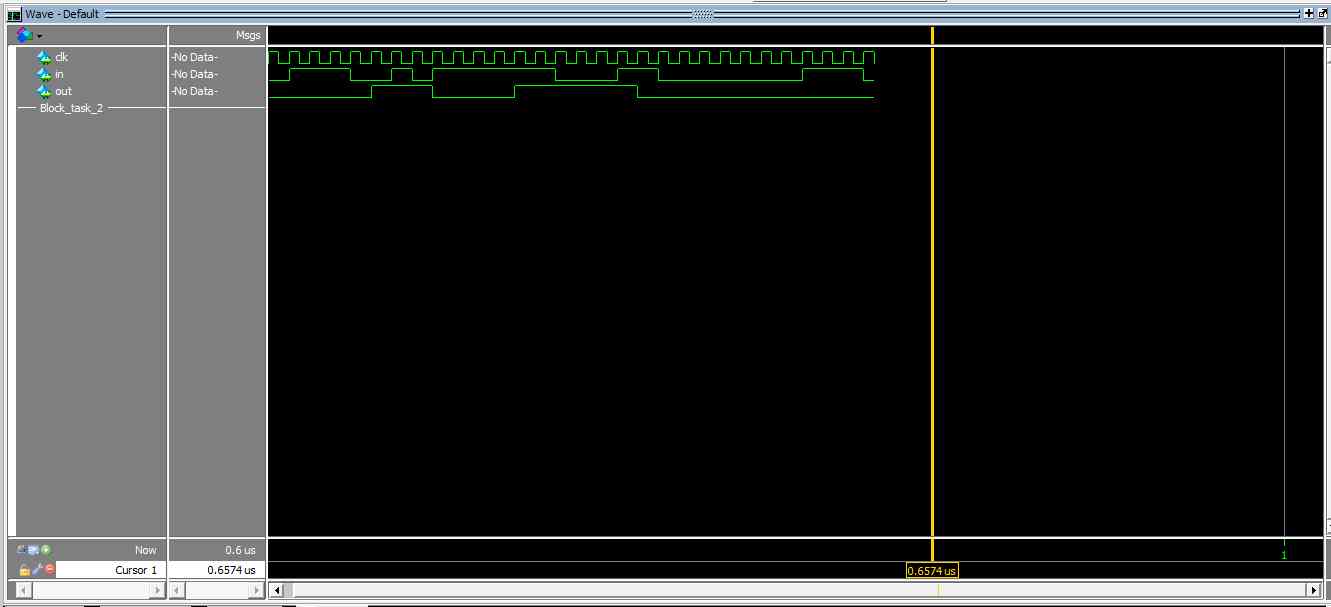 Wave - Default
Msgs
clk -No Data-
in -No Data-
out -No Data-
Block_task_2
Now 0.6 us
1
Cursor 1 0.6574 us 0.6574 us